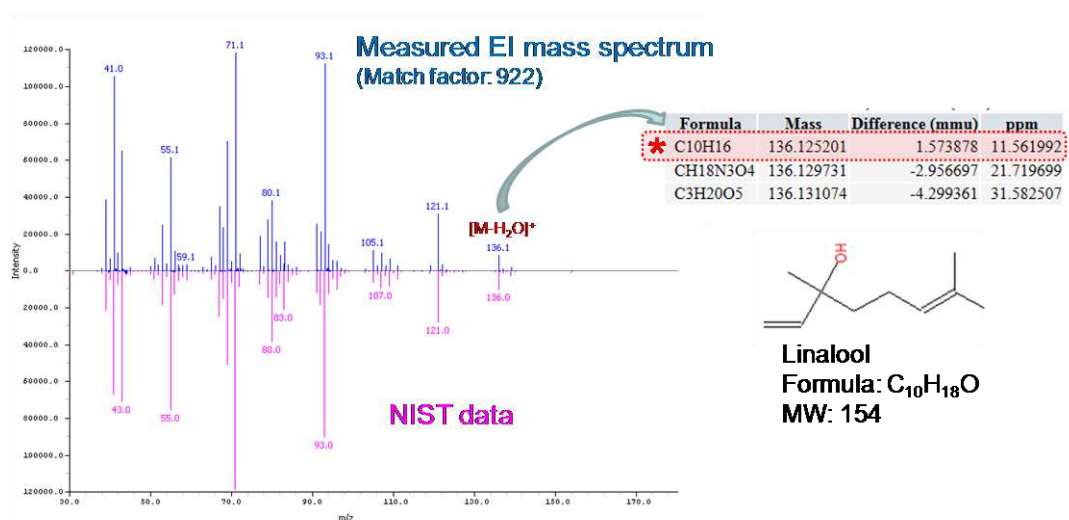 Measured EI mass spectrum
(Match factor: 922)
120000.0
100000.0
80000.0
60000.0
40000.0
20000.0
0.0
20000.0
40000.0
60000.0
80000.0
100000.0
120000.0
Intensity
41.0
55.1
59.1
71.1
80.1
93.1
105.1
121.1
[M-H₂O]⁺
136.1
43.0
55.0
80.0
83.0
93.0
107.0
121.0
136.0
NIST data
30.0 50.0 70.0 90.0 110.0 130.0 150.0 170.0
m/z
Formula Mass Difference (mmu) ppm
* C10H16 136.125201 1.573878 11.561992
CH18N3O4 136.129731 -2.956697 21.719699
C3H20O5 136.131074 -4.299361 31.582507
HO
Linalool
Formula: C₁₀H₁₈O
MW: 154